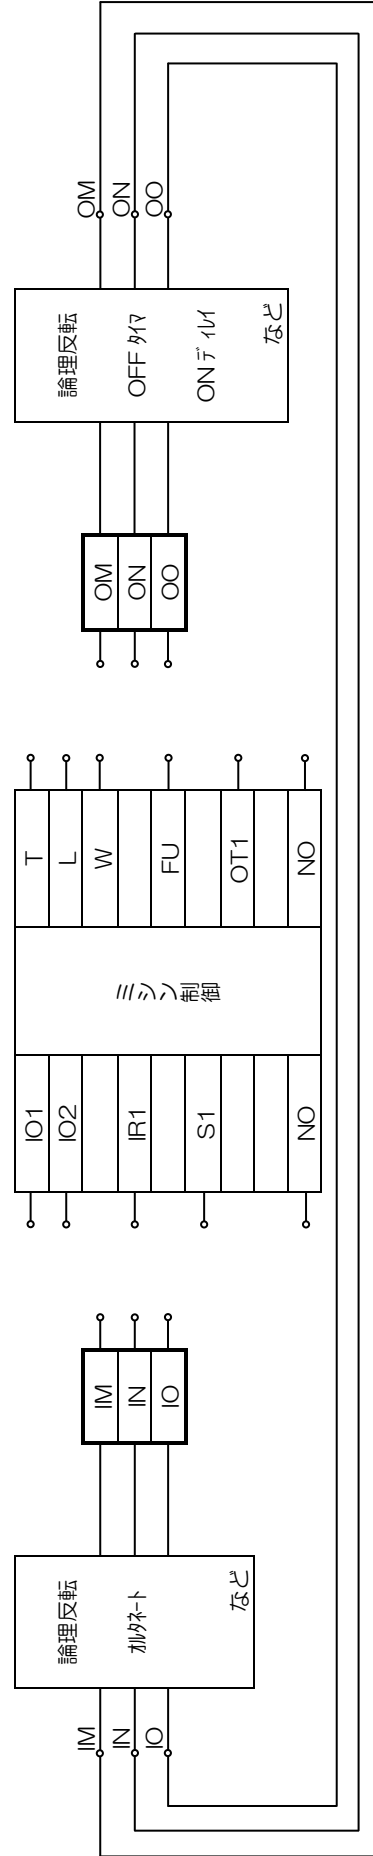 IM
IN
IO
論理反転
オルタネート
など
IM
IN
IO
IO1
IO2
IR1
S1
NO
ミシン制御
T
L
W
FU
OT1
NO
OM
ON
OO
論理反転
OFF タイマ
ON ディレイ
など
OM
ON
OO